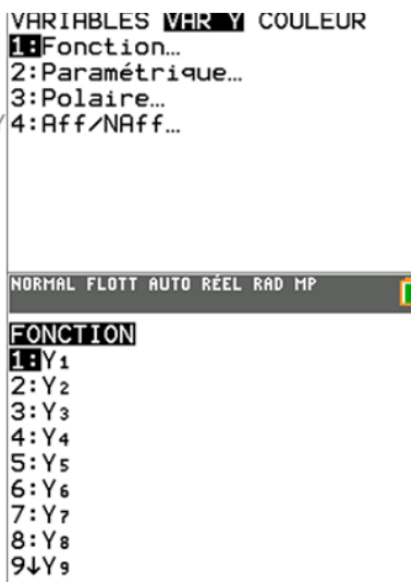 VARIABLES VAR Y COULEUR
1:Fonction…
2:Paramétrique…
3:Polaire…
4:Aff/NAff…
NORMAL FLOTT AUTO RÉEL RAD MP
FONCTION
1:Y₁
2:Y₂
3:Y₃
4:Y₄
5:Y₅
6:Y₆
7:Y₇
8:Y₈
9↓Y₉